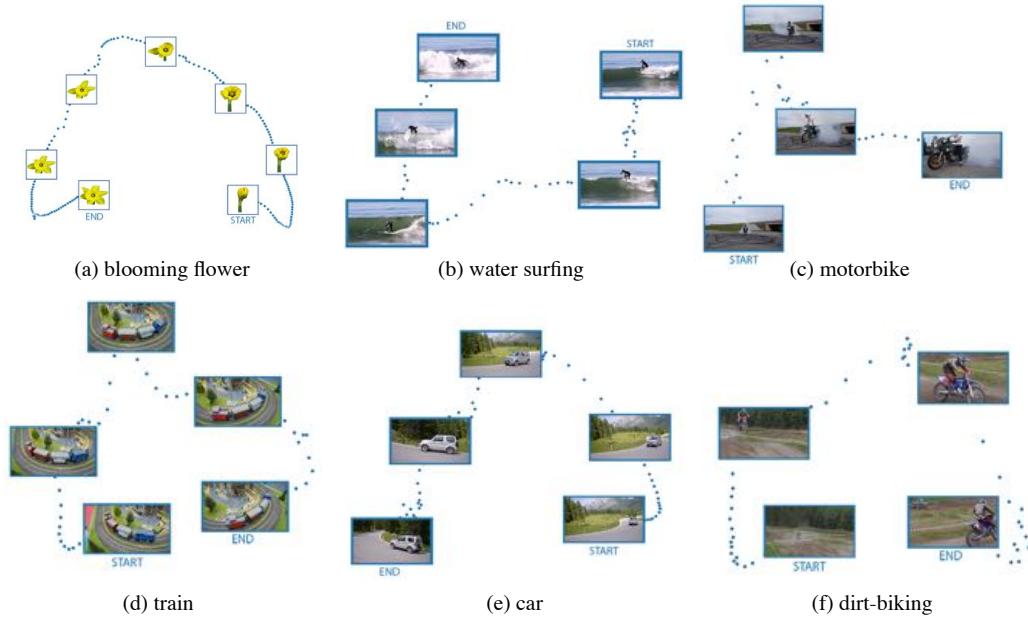 END
START
(a) blooming flower
END
START
(b) water surfing
END
START
(c) motorbike
START
END
(d) train
END
START
(e) car
START
END
(f) dirt-biking